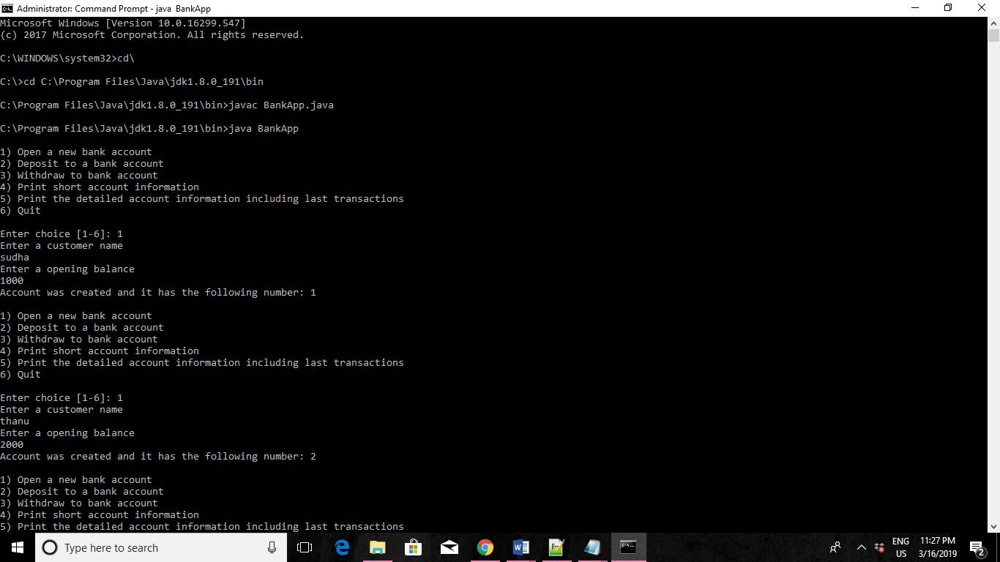 Administrator: Command Prompt - java BankApp
Microsoft Windows [Version 10.0.16299.547]
(c) 2017 Microsoft Corporation. All rights reserved.
C:\WINDOWS\system32>cd\
C:\>cd C:\Program Files\Java\jdk1.8.0_191\bin
C:\Program Files\Java\jdk1.8.0_191\bin>javac BankApp.java
C:\Program Files\Java\jdk1.8.0_191\bin>java BankApp
1) Open a new bank account
2) Deposit to a bank account
3) Withdraw to bank account
4) Print short account information
5) Print the detailed account information including last transactions
6) Quit
Enter choice [1-6]: 1
Enter a customer name
sudha
Enter a opening balance
1000
Account was created and it has the following number: 1
1) Open a new bank account
2) Deposit to a bank account
3) Withdraw to bank account
4) Print short account information
5) Print the detailed account information including last transactions
6) Quit
Enter choice [1-6]: 1
Enter a customer name
thanu
Enter a opening balance
2000
Account was created and it has the following number: 2
1) Open a new bank account
2) Deposit to a bank account
3) Withdraw to bank account
4) Print short account information
5) Print the detailed account information including last transactions
Type here to search
ENG
US
11:27 PM
3/16/2019
2